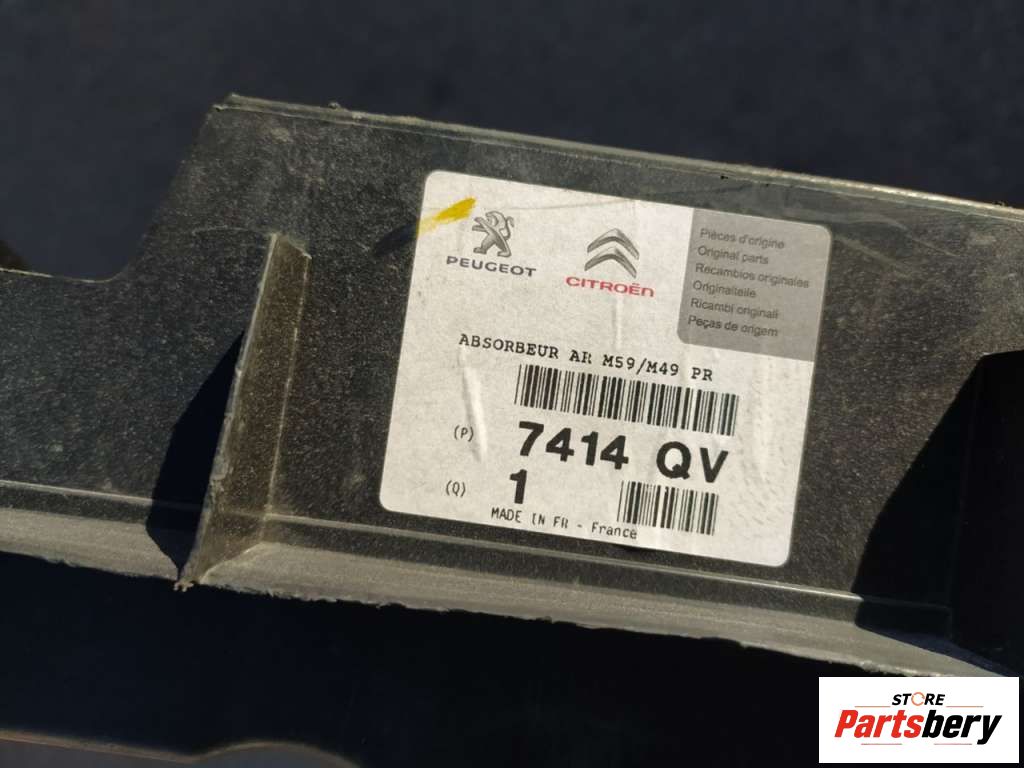 PEUGEOT
CITROËN
Pièces d'origine
Original parts
Recambios originales
Originalteile
Ricambi originali
Peças de origem
ABSORBEUR AR M59/M49 PR
(P) 7414 QV
(Q) 1
MADE IN FR - France
STORE
Partsbery